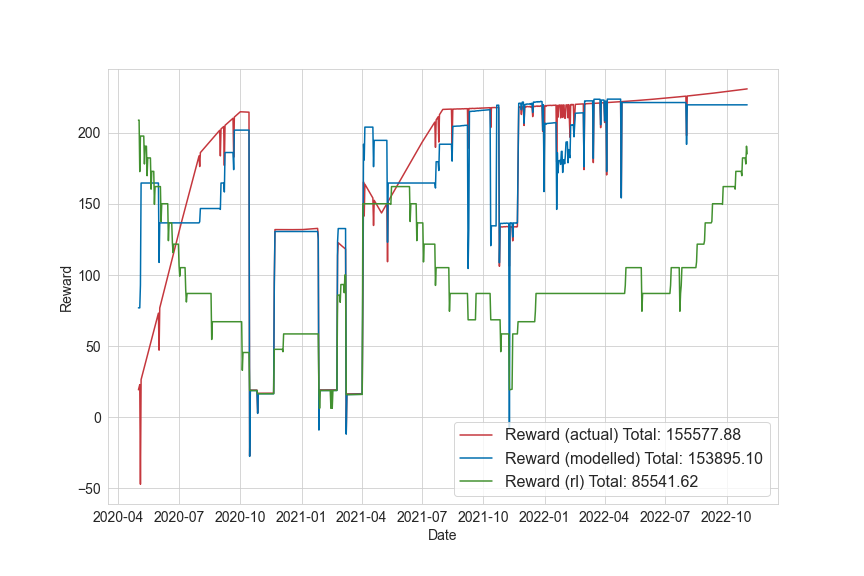 Reward
200
150
100
50
0
−50
2020-04 2020-07 2020-10 2021-01 2021-04 2021-07 2021-10 2022-01 2022-04 2022-07 2022-10
Date
Reward (actual) Total: 155577.88
Reward (modelled) Total: 153895.10
Reward (rl) Total: 85541.62